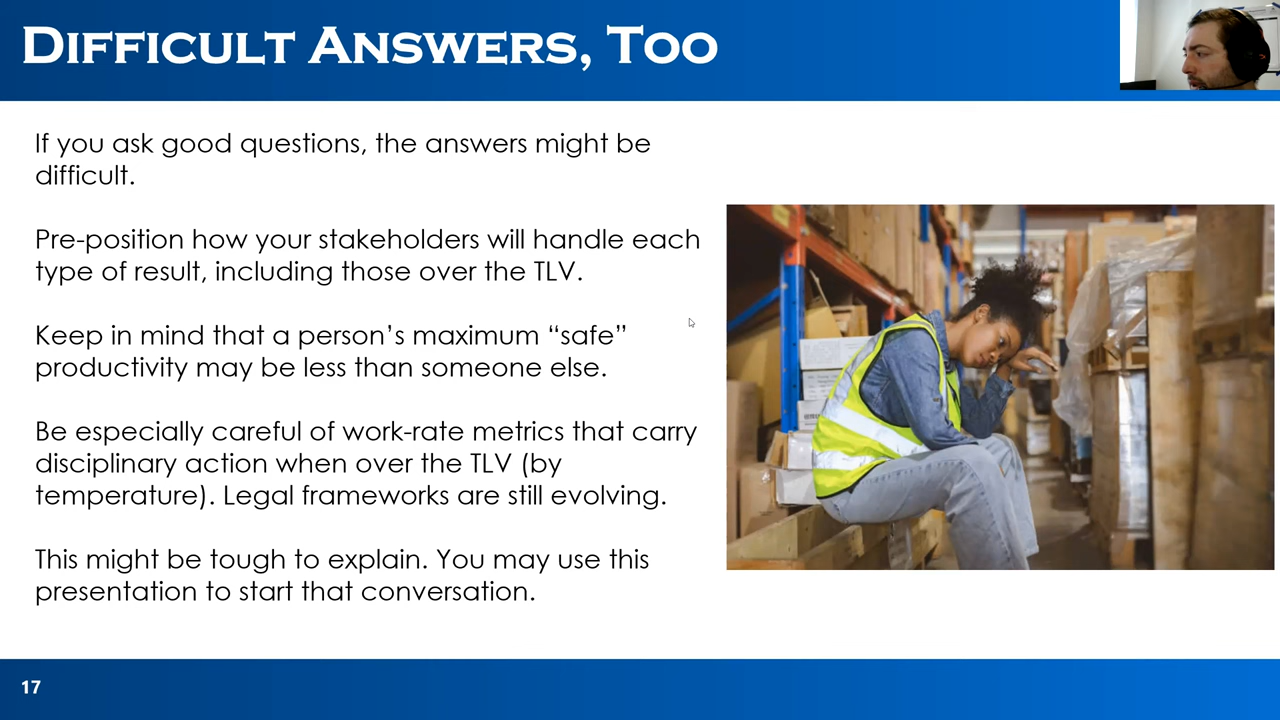 DIFFICULT ANSWERS, TOO
If you ask good questions, the answers might be
difficult.
Pre-position how your stakeholders will handle each
type of result, including those over the TLV.
Keep in mind that a person’s maximum “safe”
productivity may be less than someone else.
Be especially careful of work-rate metrics that carry
disciplinary action when over the TLV (by
temperature). Legal frameworks are still evolving.
This might be tough to explain. You may use this
presentation to start that conversation.
17